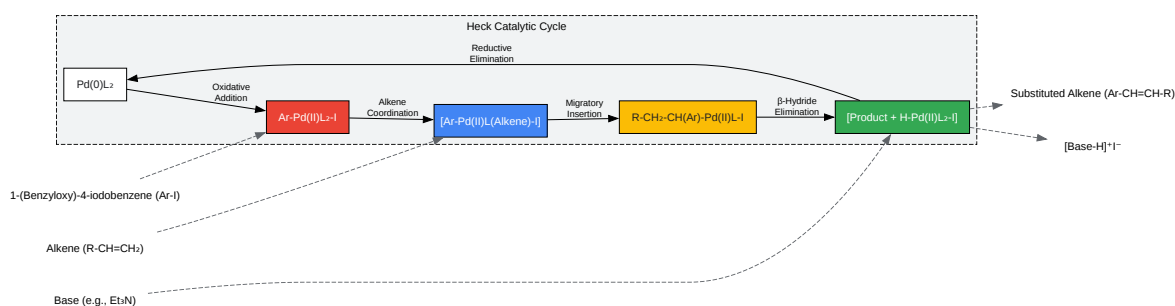 Heck Catalytic Cycle
Reductive
Elimination
Pd(0)L₂
Oxidative
Addition
Ar-Pd(II)L₂-I
Alkene
Coordination
[Ar-Pd(II)L(Alkene)-I]
Migratory
Insertion
R-CH₂-CH(Ar)-Pd(II)L-I
β-Hydride
Elimination
[Product + H-Pd(II)L₂-I]
Substituted Alkene (Ar-CH=CH-R)
[Base-H]⁺I⁻
1-(Benzyloxy)-4-iodobenzene (Ar-I)
Alkene (R-CH=CH₂)
Base (e.g., Et₃N)